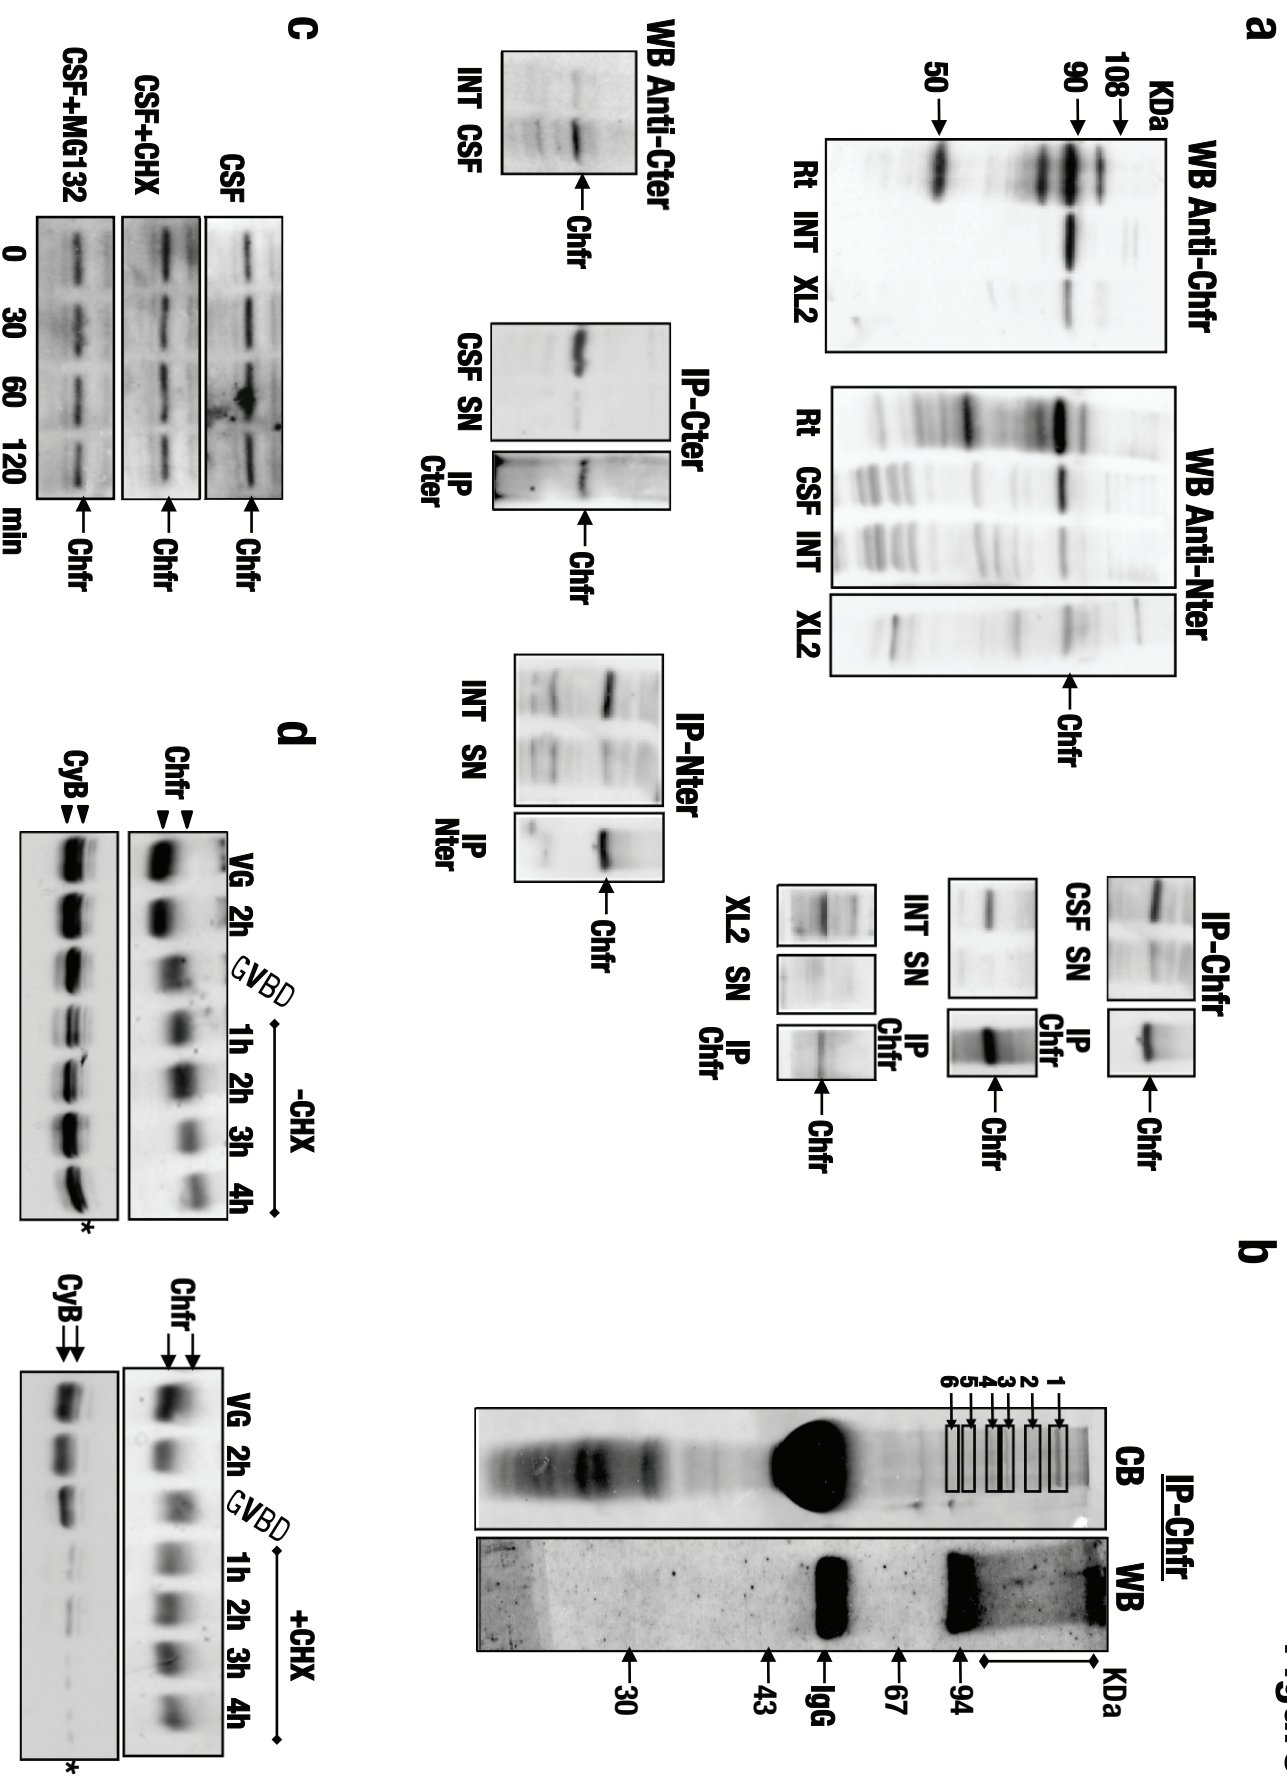 a
WB Anti-Chfr
WB Anti-Nter
KDa
108
90
50
Rt INT XL2
Rt CSF INT XL2
Chfr
IP-Chfr
CSF SN IP Chfr
Chfr
INT SN IP Chfr
Chfr
XL2 SN IP Chfr
Chfr
WB Anti-Cter
INT CSF
Chfr
IP-Cter
CSF SN IP Cter
Chfr
IP-Nter
INT SN IP Nter
Chfr
b
IP-Chfr
CB WB
KDa
1
2
3
4
5
6
94
67
IgG
43
30
c
CSF
Chfr
CSF+CHX
Chfr
CSF+MG132
Chfr
0 30 60 120 min
d
-CHX
VG 2h GVBD 1h 2h 3h 4h
Chfr
CyB
*
+CHX
VG 2h GVBD 1h 2h 3h 4h
Chfr
CyB
*